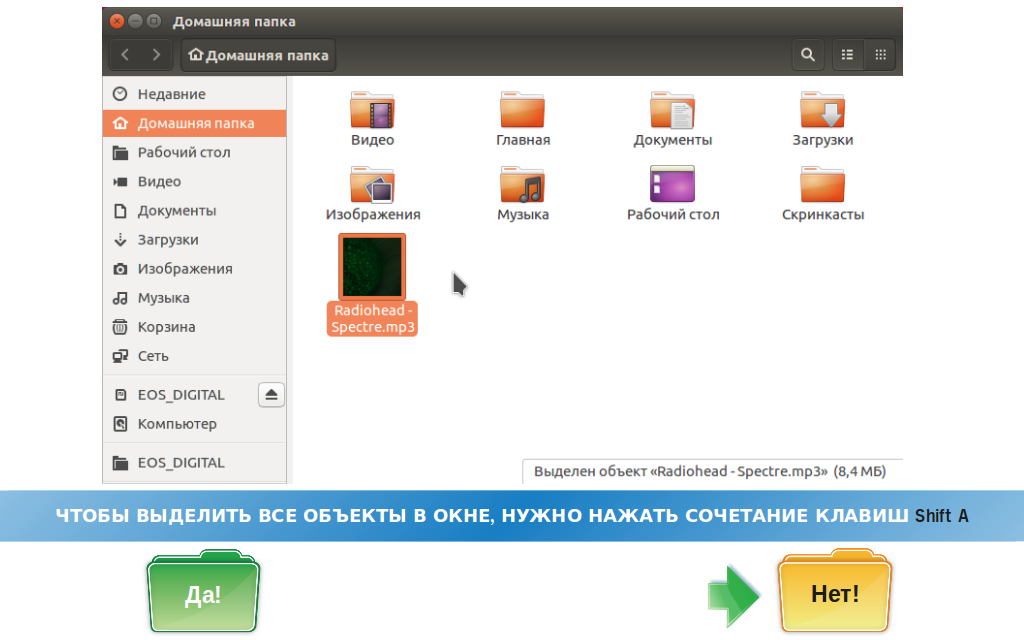 Домашняя папка
Домашняя папка
Недавние
Домашняя папка
Рабочий стол
Видео
Документы
Загрузки
Изображения
Музыка
Корзина
Сеть
EOS_DIGITAL
Компьютер
EOS_DIGITAL
Видео
Главная
Документы
Загрузки
Изображения
Музыка
Рабочий стол
Скринкасты
Radiohead -
Spectre.mp3
Выделен объект «Radiohead - Spectre.mp3» (8,4 МБ)
ЧТОБЫ ВЫДЕЛИТЬ ВСЕ ОБЪЕКТЫ В ОКНЕ, НУЖНО НАЖАТЬ СОЧЕТАНИЕ КЛАВИШ Shift A
Да!
Нет!